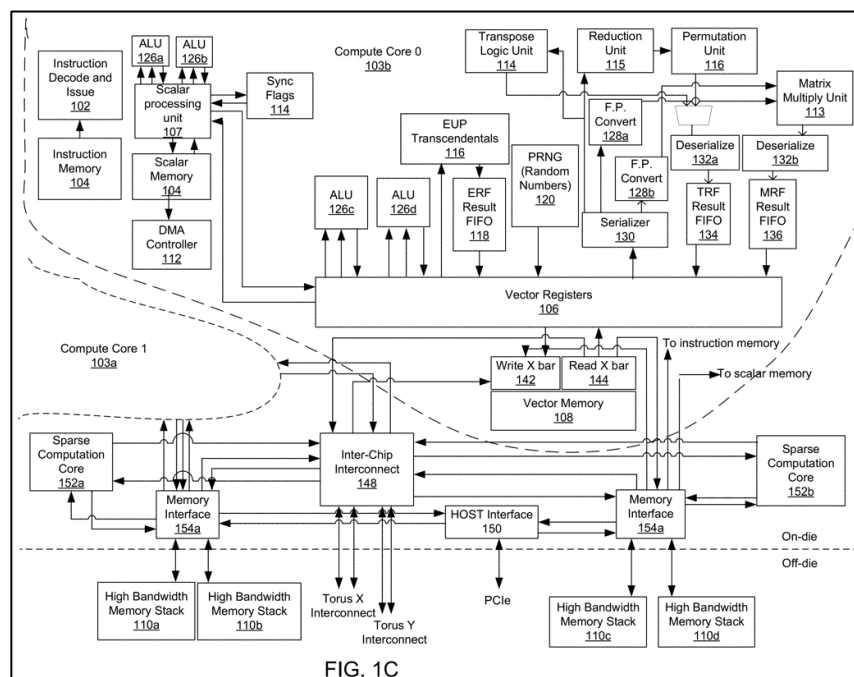 Instruction
Decode and
Issue
102
Instruction
Memory
104
ALU
126a
ALU
126b
Scalar
processing
unit
107
Scalar
Memory
104
DMA
Controller
112
Sync
Flags
114
Compute Core 0
103b
Transpose
Logic Unit
114
Reduction
Unit
115
Permutation
Unit
116
Matrix
Multiply Unit
113
F.P.
Convert
128a
F.P.
Convert
128b
Deserialize
132a
Deserialize
132b
EUP
Transcendentals
116
PRNG
(Random
Numbers)
120
ALU
126c
ALU
126d
ERF
Result
FIFO
118
Serializer
130
TRF
Result
FIFO
134
MRF
Result
FIFO
136
Vector Registers
106
Compute Core 1
103a
Write X bar
142
Read X bar
144
Vector Memory
108
To instruction memory
To scalar memory
Sparse
Computation
Core
152a
Inter-Chip
Interconnect
148
Sparse
Computation
Core
152b
Memory
Interface
154a
HOST Interface
150
Memory
Interface
154a
On-die
Off-die
High Bandwidth
Memory Stack
110a
High Bandwidth
Memory Stack
110b
Torus X
Interconnect
Torus Y
Interconnect
PCIe
High Bandwidth
Memory Stack
110c
High Bandwidth
Memory Stack
110d
FIG. 1C